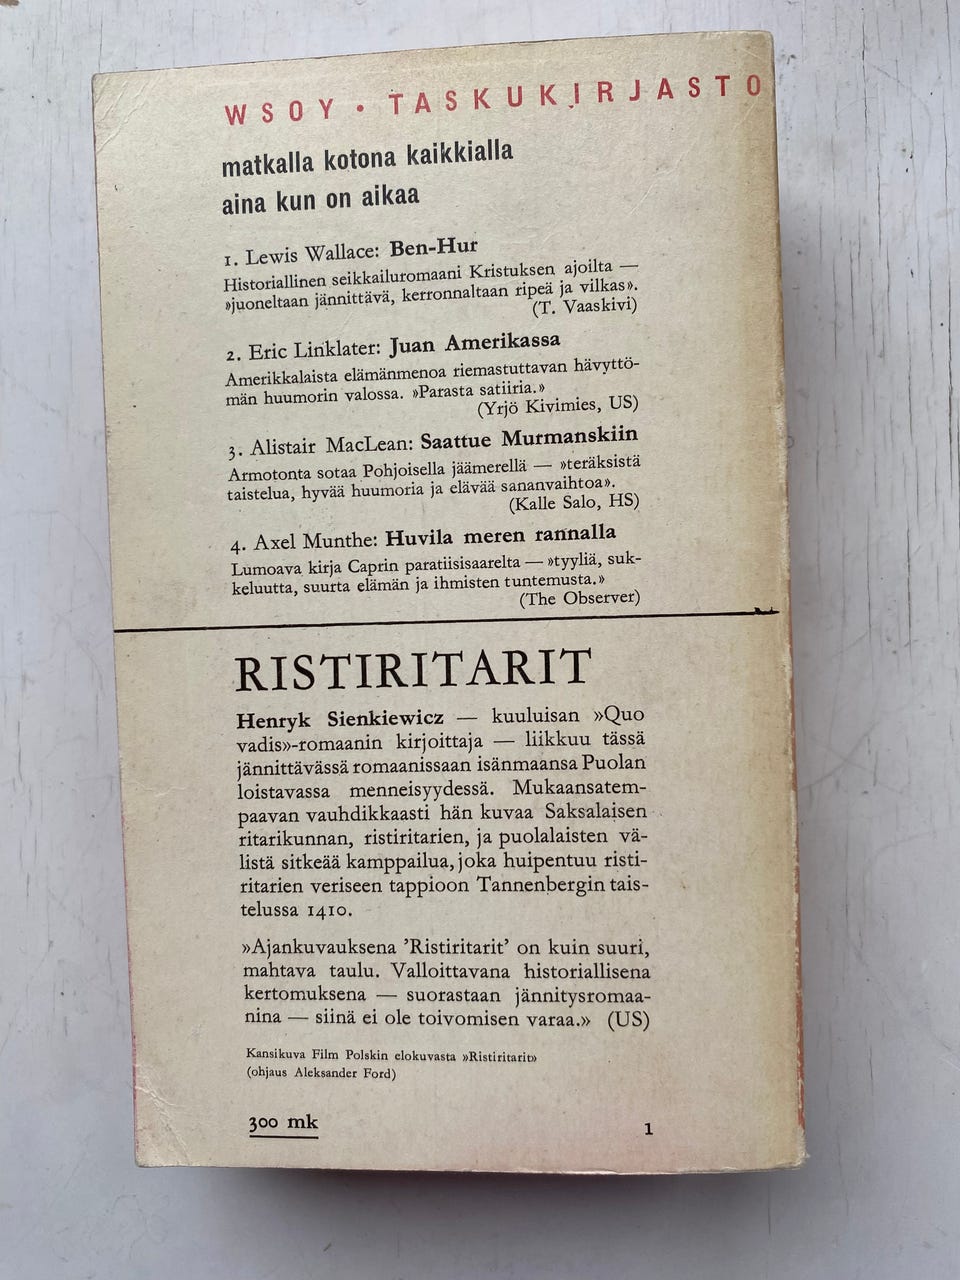 WSOY • TASKUKIRJASTO
matkalla kotona kaikkialla
aina kun on aikaa
1. Lewis Wallace: Ben-Hur
Historiallinen seikkailuromaani Kristuksen ajoilta —
»juoneltaan jännittävä, kerronnaltaan ripeä ja vilkas».
(T. Vaaskivi)
2. Eric Linklater: Juan Amerikassa
Amerikkalaista elämänmenoa riemastuttavan hävyttö-
män huumorin valossa. »Parasta satiiria.»
(Yrjö Kivimies, US)
3. Alistair MacLean: Saattue Murmanskiin
Armotonta sotaa Pohjoisella jäämerellä — »teräksistä
taistelua, hyvää huumoria ja elävää sananvaihtoa».
(Kalle Salo, HS)
4. Axel Munthe: Huvila meren rannalla
Lumoava kirja Caprin paratiisisaarelta — »tyyliä, suk-
keluutta, suurta elämän ja ihmisten tuntemusta.»
(The Observer)
RISTIRITARIT
Henryk Sienkiewicz — kuuluisan »Quo
vadis»-romaanin kirjoittaja — liikkuu tässä
jännittävässä romaanissaan isänmaansa Puolan
loistavassa menneisyydessä. Mukaansatem-
paavan vauhdikkaasti hän kuvaa Saksalaisen
ritarikunnan, ristiritarien, ja puolalaisten vä-
listä sitkeää kamppailua, joka huipentuu risti-
ritarien veriseen tappioon Tannenbergin tais-
telussa 1410.
»Ajankuvauksena ’Ristiritarit’ on kuin suuri,
mahtava taulu. Valloittavana historiallisena
kertomuksena — suorastaan jännitysromaa-
nina — siinä ei ole toivomisen varaa.» (US)
Kansikuva Film Polskin elokuvasta »Ristiritarit»
(ohjaus Aleksander Ford)
300 mk 1